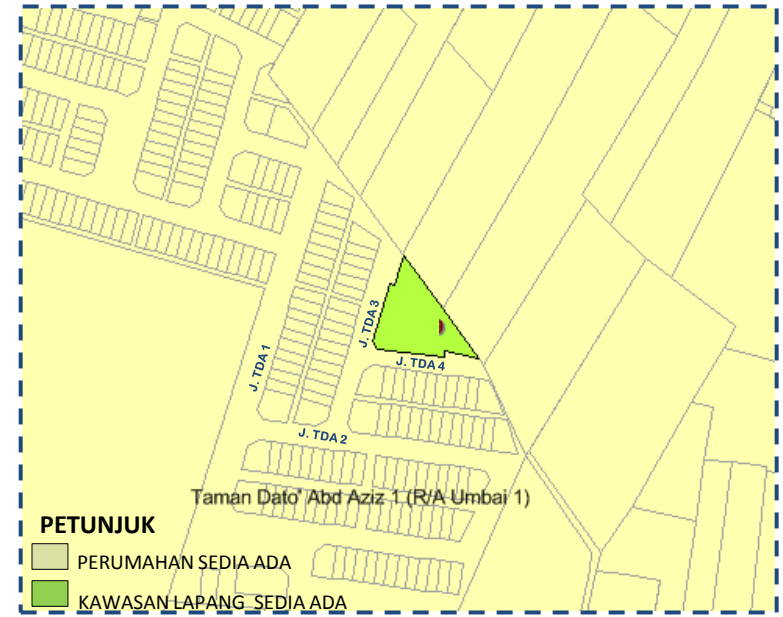 J. TDA 3
J. TDA 4
J. TDA 1
J. TDA 2
Taman Dato' Abd Aziz 1 (R/A Umbai 1)
PETUNJUK
PERUMAHAN SEDIA ADA
KAWASAN LAPANG SEDIA ADA